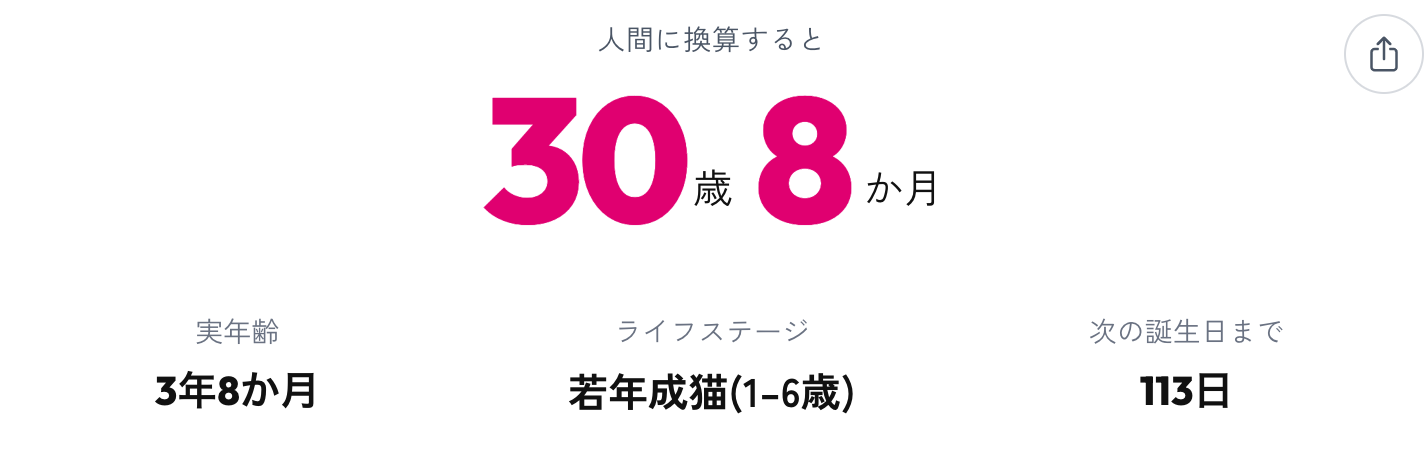 人間に換算すると
30歳 8か月
実年齢 ライフステージ 次の誕生日まで
3年8か月 若年成猫(1–6歳) 113日